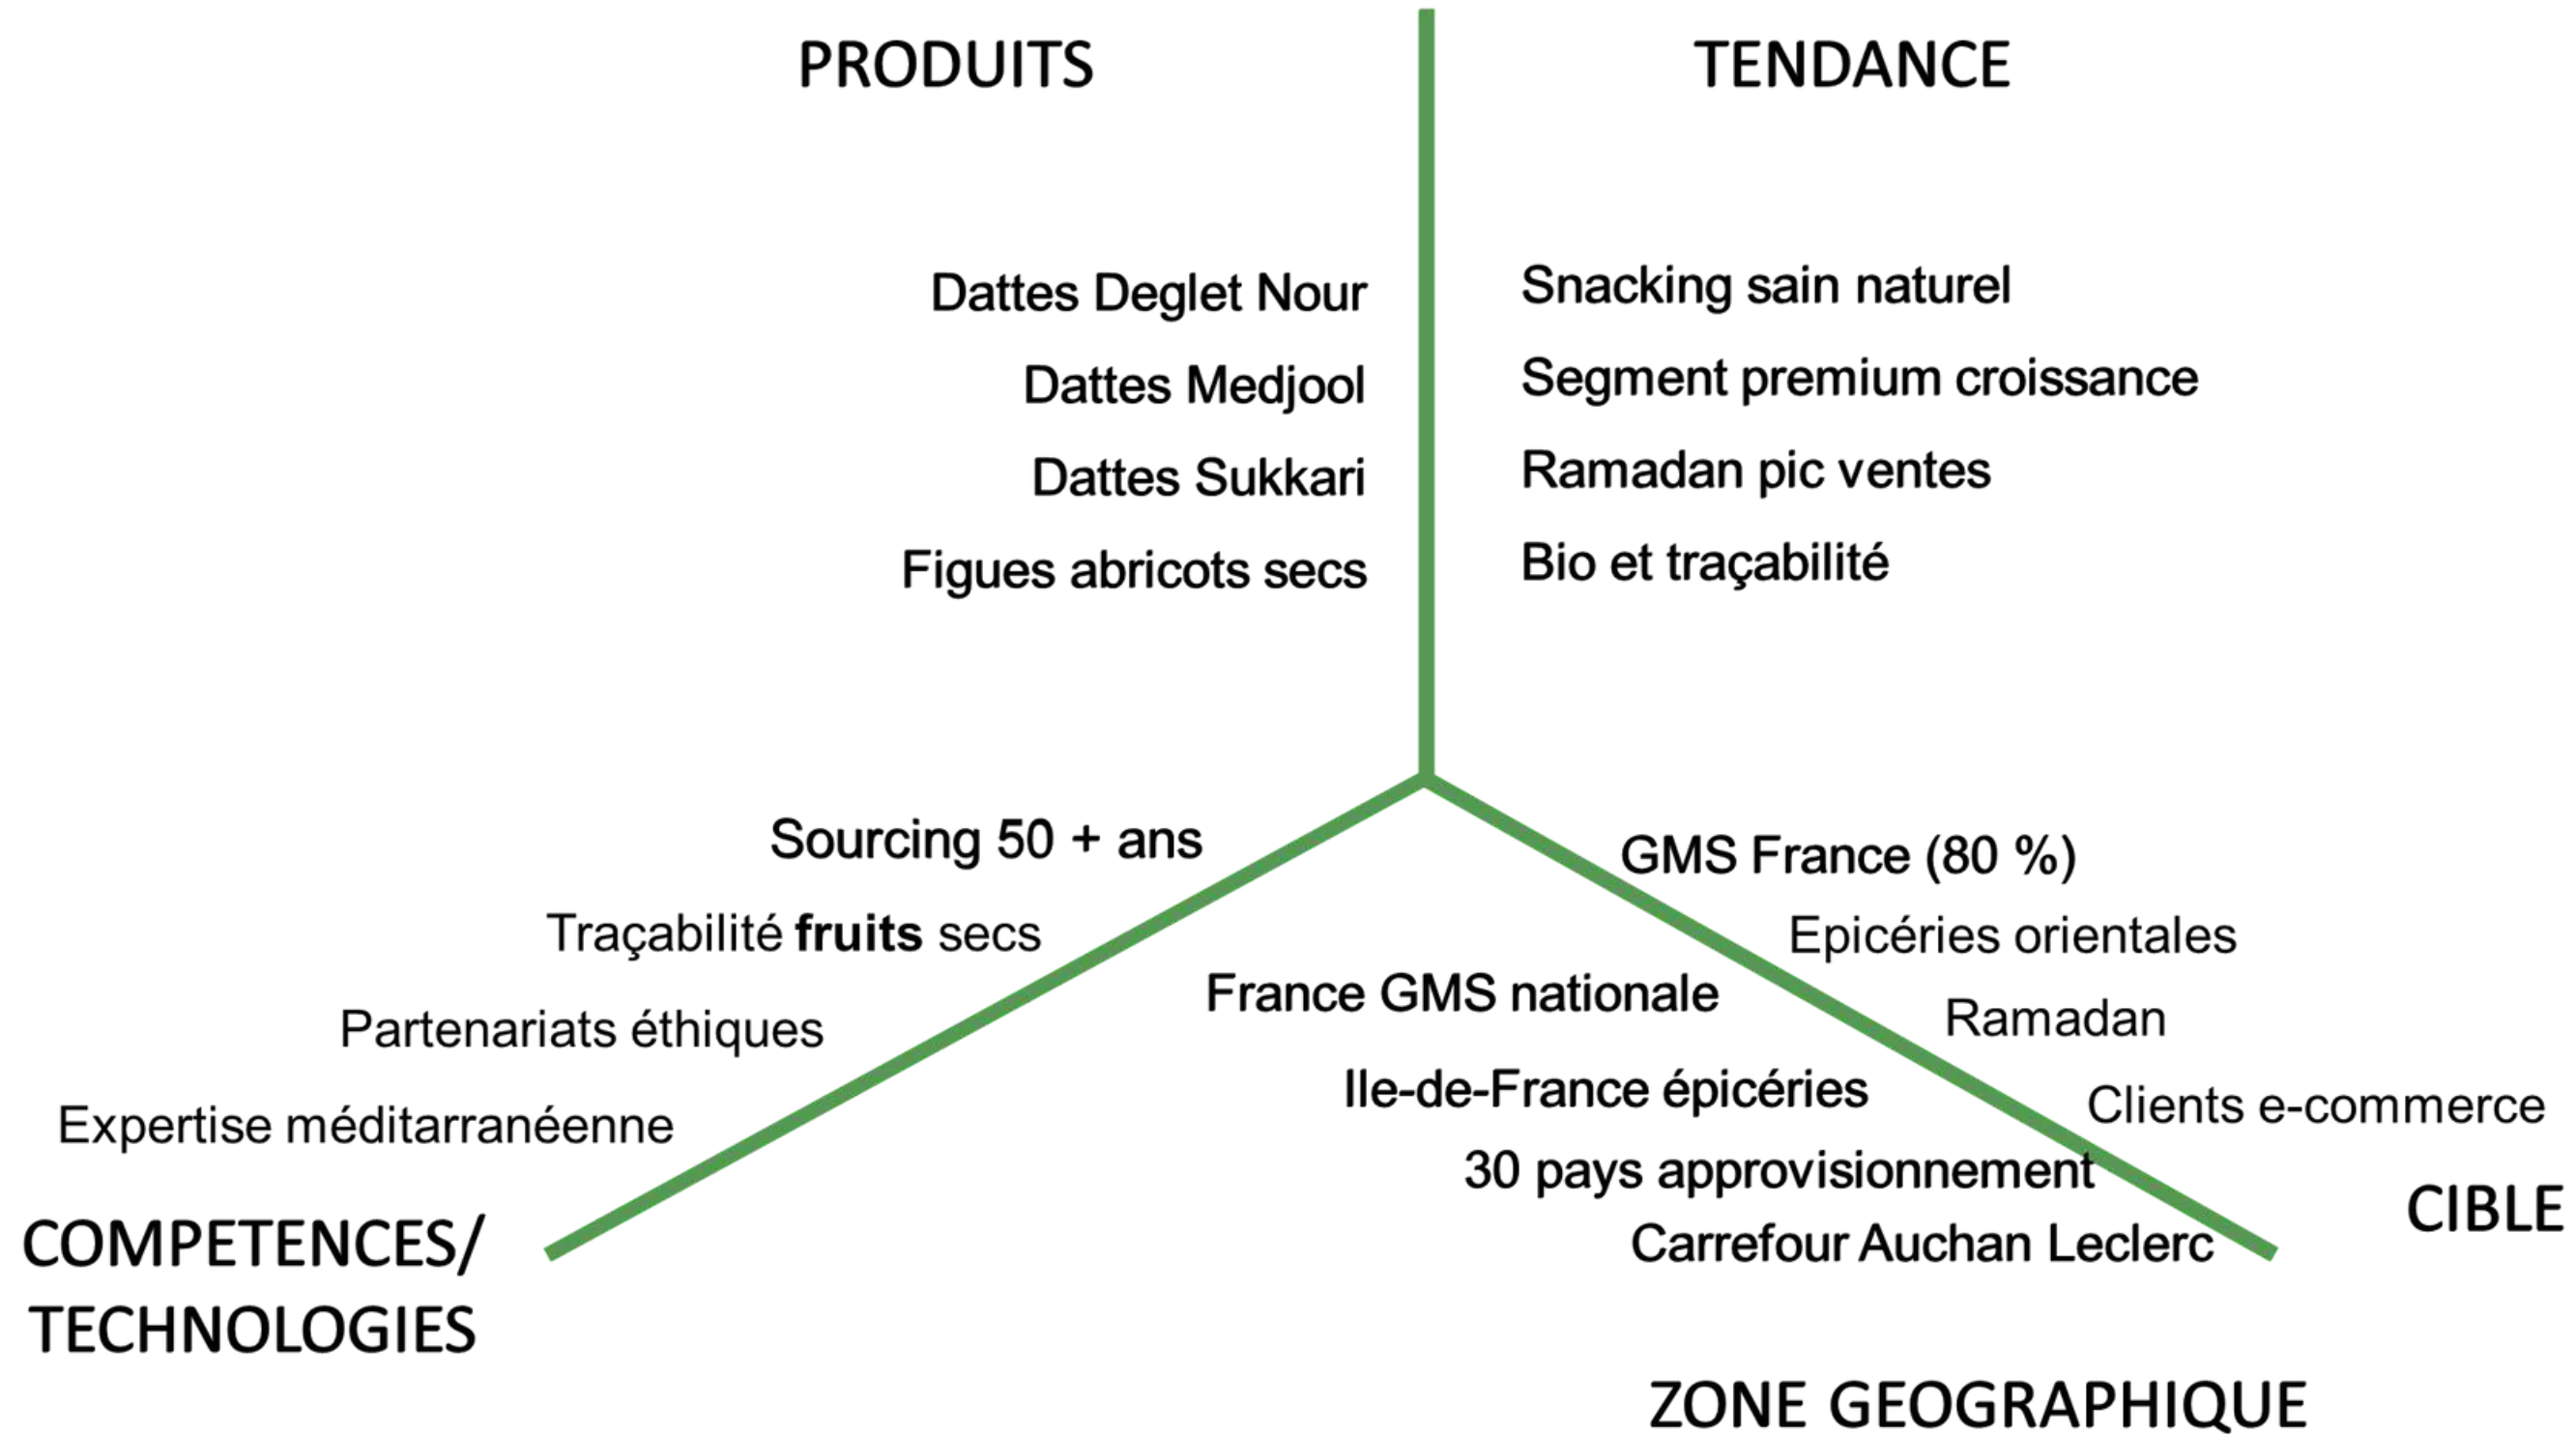 PRODUITS
Dattes Deglet Nour
Dattes Medjool
Dattes Sukkari
Figues abricots secs
TENDANCE
Snacking sain naturel
Segment premium croissance
Ramadan pic ventes
Bio et traçabilité
Sourcing 50 + ans
Traçabilité fruits secs
Partenariats éthiques
Expertise méditarranéenne
COMPETENCES/
TECHNOLOGIES
GMS France (80 %)
Epicéries orientales
Ramadan
Clients e-commerce
CIBLE
France GMS nationale
Ile-de-France épicéries
30 pays approvisionnement
Carrefour Auchan Leclerc
ZONE GEOGRAPHIQUE